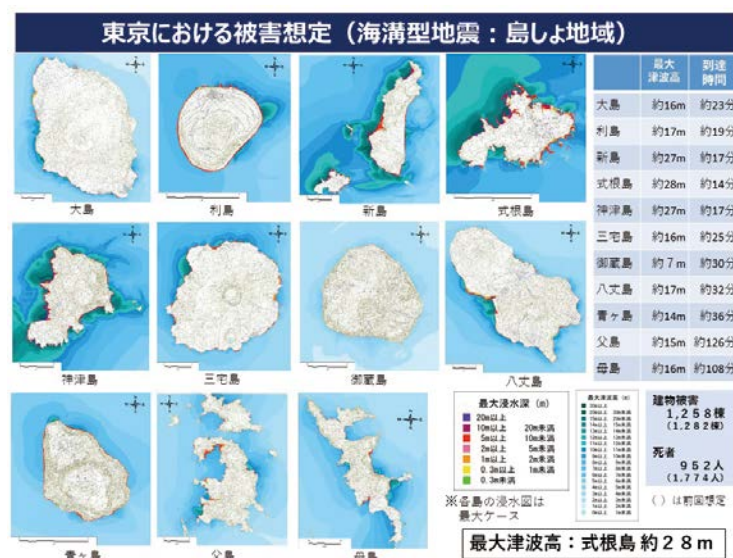 東京における被害想定（海溝型地震：島しょ地域）
大島
利島
新島
式根島
神津島
三宅島
御蔵島
八丈島
青ヶ島
父島
母島
最大津波高 到達時間
大島 約16m 約23分
利島 約17m 約19分
新島 約27m 約17分
式根島 約28m 約14分
神津島 約27m 約17分
三宅島 約16m 約25分
御蔵島 約7m 約30分
八丈島 約17m 約32分
青ヶ島 約14m 約36分
父島 約15m 約126分
母島 約16m 約108分
最大浸水深（m）
20m以上
10m以上 20m未満
5m以上 10m未満
2m以上 5m未満
1m以上 2m未満
0.3m以上 1m未満
0.3m未満
最大津波高（m）
建物被害
1,258棟
(1,282棟)
死者
952人
(1,774人)
( )は前回想定
※各島の浸水図は
最大ケース
最大津波高：式根島 約28m